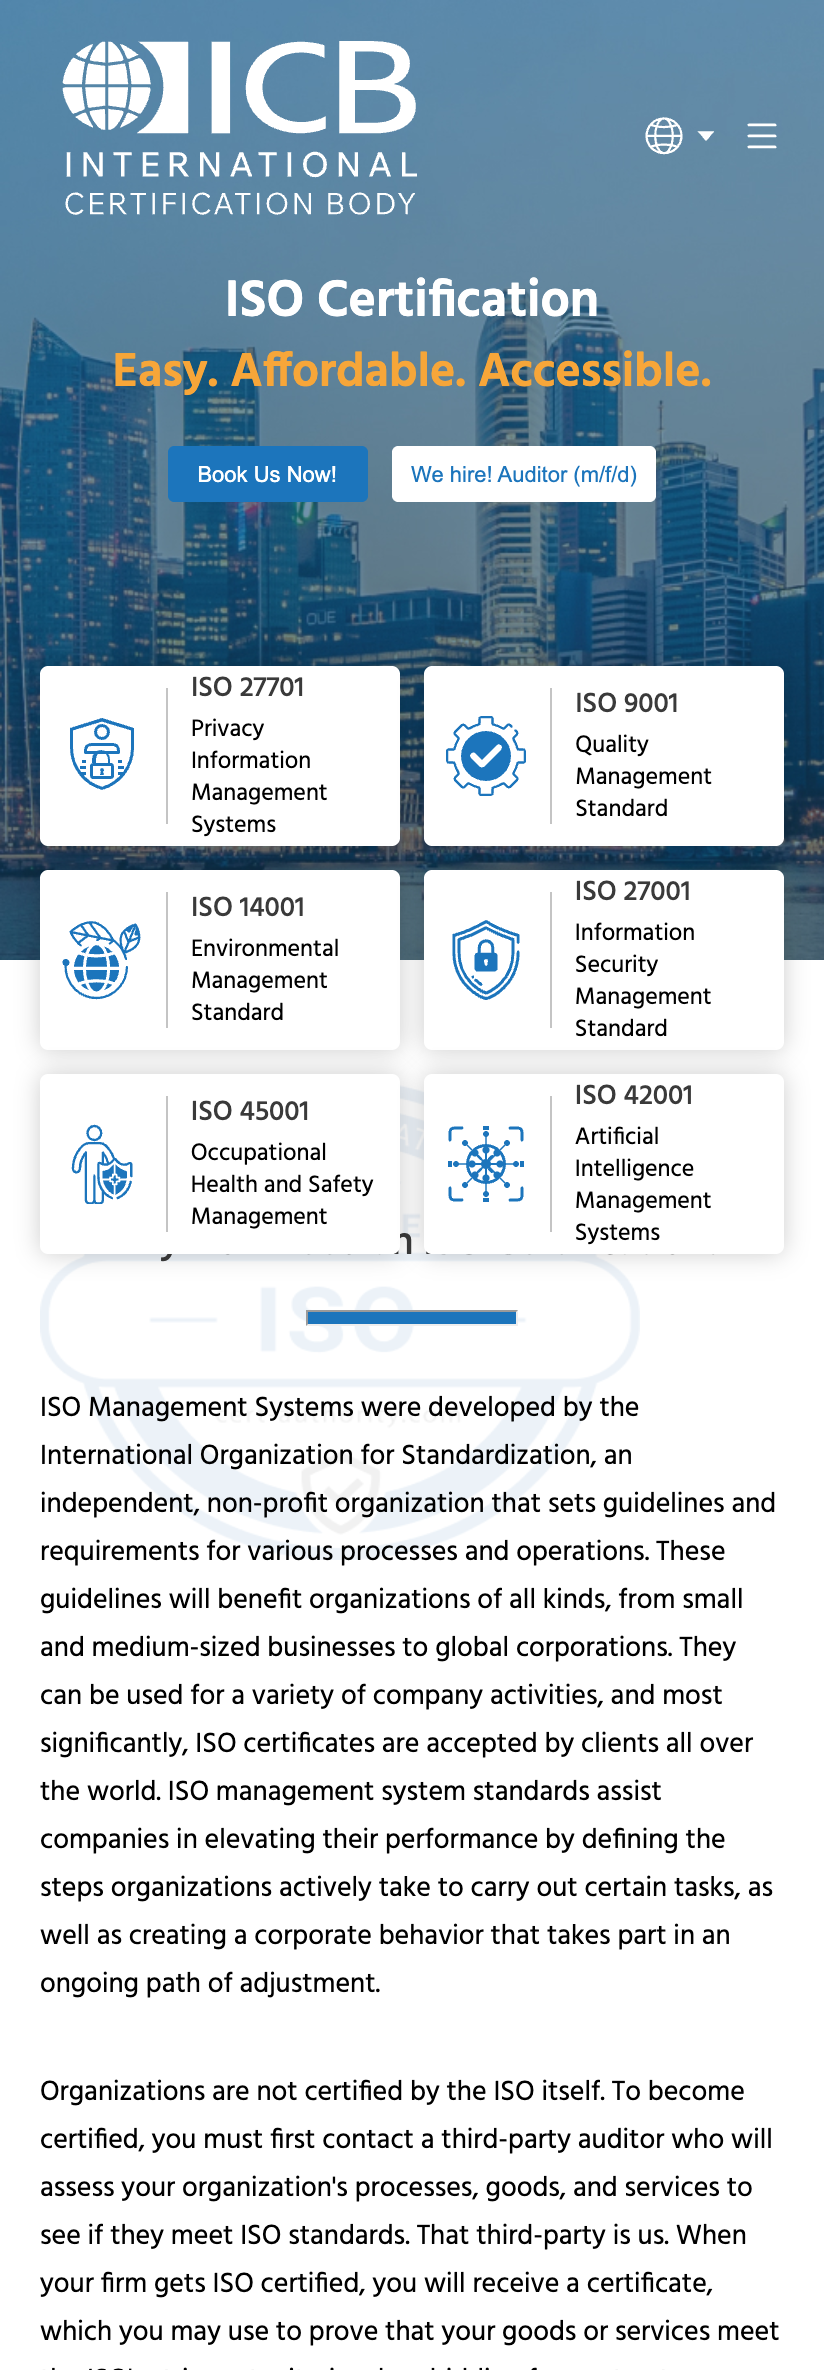 ICB
INTERNATIONAL
CERTIFICATION BODY
ISO Certification
Easy. Affordable. Accessible.
Book Us Now!
We hire! Auditor (m/f/d)
ISO 27701
Privacy
Information
Management
Systems
ISO 9001
Quality
Management
Standard
ISO 14001
Environmental
Management
Standard
ISO 27001
Information
Security
Management
Standard
ISO 45001
Occupational
Health and Safety
Management
ISO 42001
Artificial
Intelligence
Management
Systems
ISO
ISO Management Systems were developed by the
International Organization for Standardization, an
independent, non-profit organization that sets guidelines and
requirements for various processes and operations. These
guidelines will benefit organizations of all kinds, from small
and medium-sized businesses to global corporations. They
can be used for a variety of company activities, and most
significantly, ISO certificates are accepted by clients all over
the world. ISO management system standards assist
companies in elevating their performance by defining the
steps organizations actively take to carry out certain tasks, as
well as creating a corporate behavior that takes part in an
ongoing path of adjustment.
Organizations are not certified by the ISO itself. To become
certified, you must first contact a third-party auditor who will
assess your organization's processes, goods, and services to
see if they meet ISO standards. That third-party is us. When
your firm gets ISO certified, you will receive a certificate,
which you may use to prove that your goods or services meet